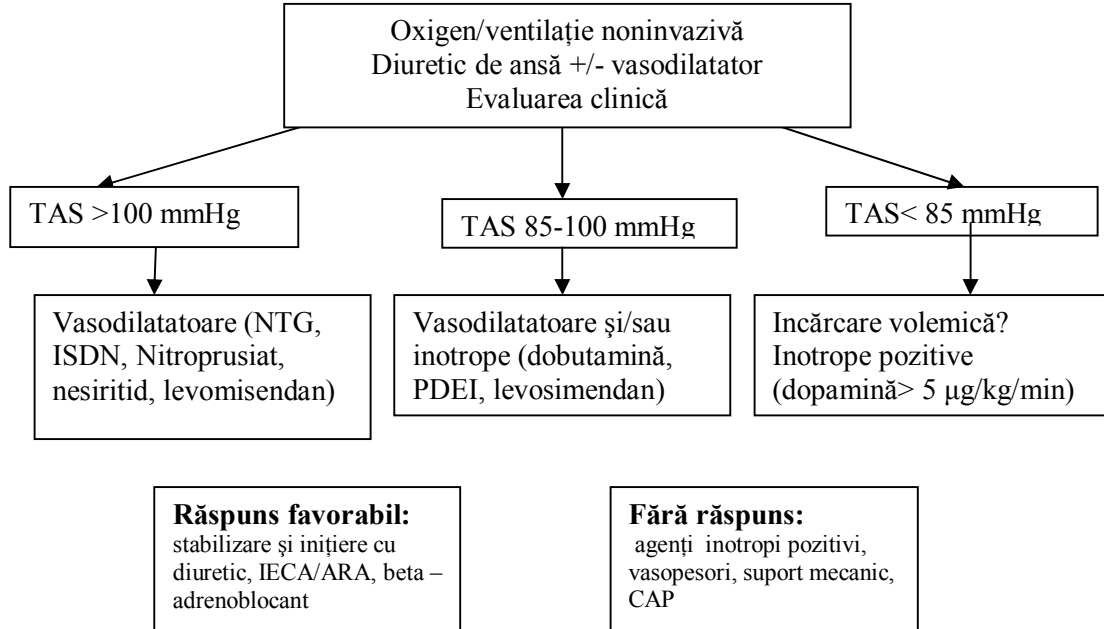 Oxigen/ventilație noninvazivă
Diuretic de ansă +/- vasodilatator
Evaluarea clinică
TAS >100 mmHg
TAS 85-100 mmHg
TAS< 85 mmHg
Vasodilatatoare (NTG,
ISDN, Nitroprusiat,
nesiritid, levomisendan)
Vasodilatatoare şi/sau
inotrope (dobutamină,
PDEI, levosimendan)
Incărcare volemică?
Inotrope pozitive
(dopamină> 5 μg/kg/min)
Răspuns favorabil:
stabilizare şi inițiere cu
diuretic, IECA/ARA, beta –
adrenoblocant
Fără răspuns:
agenți inotropi pozitivi,
vasopesori, suport mecanic,
CAP